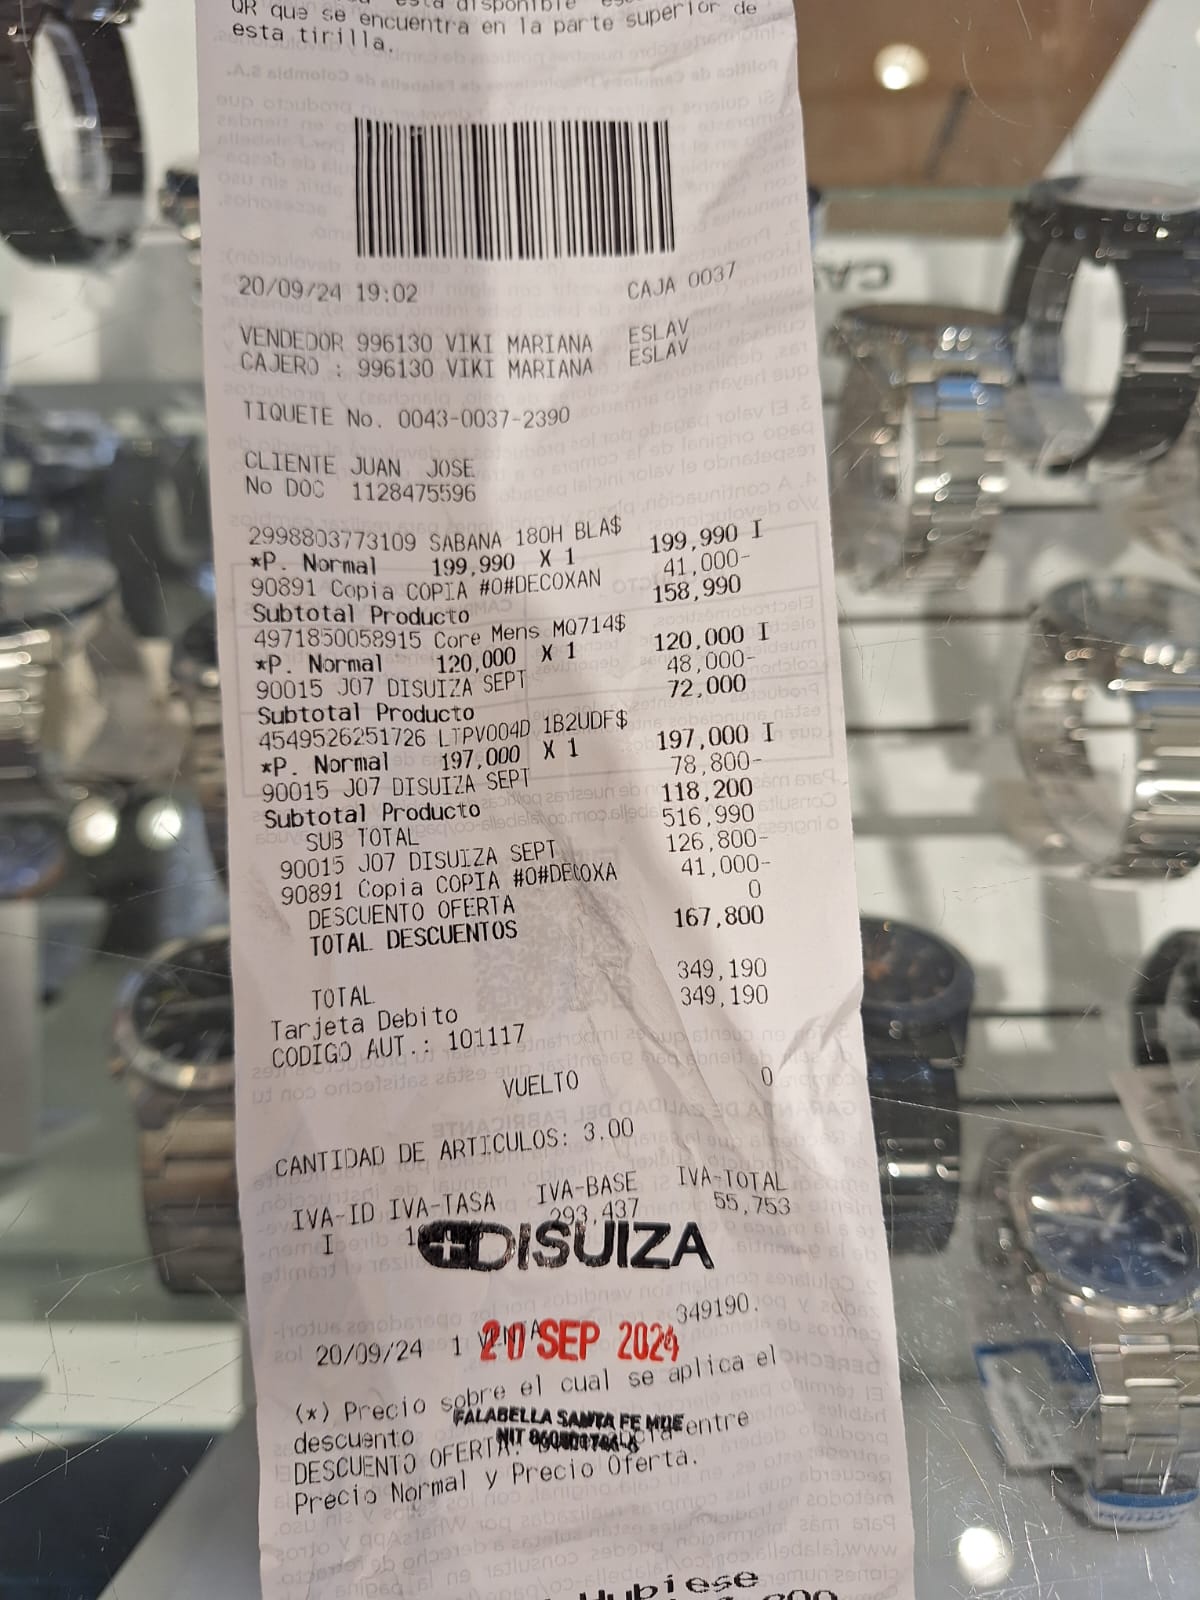 está disponible
QR que se encuentra en la parte superior de
esta tirilla.
20/09/24 19:02 CAJA 0037
VENDEDOR 996130 VIKI MARIANA ESLAV
CAJERO : 996130 VIKI MARIANA ESLAV
TIQUETE No. 0043-0037-2390
CLIENTE JUAN JOSE
No DOC 1128475596
2998803773109 SABANA 180H BLA$ 199,990 I
*P. Normal 199,990 X 1
90891 Copia COPIA #0#DECOXAN 41,000-
Subtotal Producto 158,990
4971850058915 Core Mens MQ714$ 120,000 I
*P. Normal 120,000 X 1
90015 J07 DISUIZA SEPT 48,000-
Subtotal Producto 72,000
4549526251726 LTPV004D 1B2UDF$ 197,000 I
*P. Normal 197,000 X 1
90015 J07 DISUIZA SEPT 78,800-
Subtotal Producto 118,200
SUB TOTAL 516,990
90015 J07 DISUIZA SEPT 126,800-
90891 Copia COPIA #0#DECOXA 41,000-
DESCUENTO OFERTA 0
TOTAL DESCUENTOS 167,800
TOTAL 349,190
Tarjeta Debito 349,190
CODIGO AUT.: 101117
VUELTO 0
CANTIDAD DE ARTICULOS: 3.00
IVA-ID IVA-TASA IVA-BASE IVA-TOTAL
I 293,437 55,753
DISUIZA
349190.
20/09/24 1 VENTA
20 SEP 2024
(*) Precio sobre el cual se aplica el
descuento
FALABELLA SANTA FE MDE
DESCUENTO OFERTA: entre
Precio Normal y Precio Oferta.
Hubiese